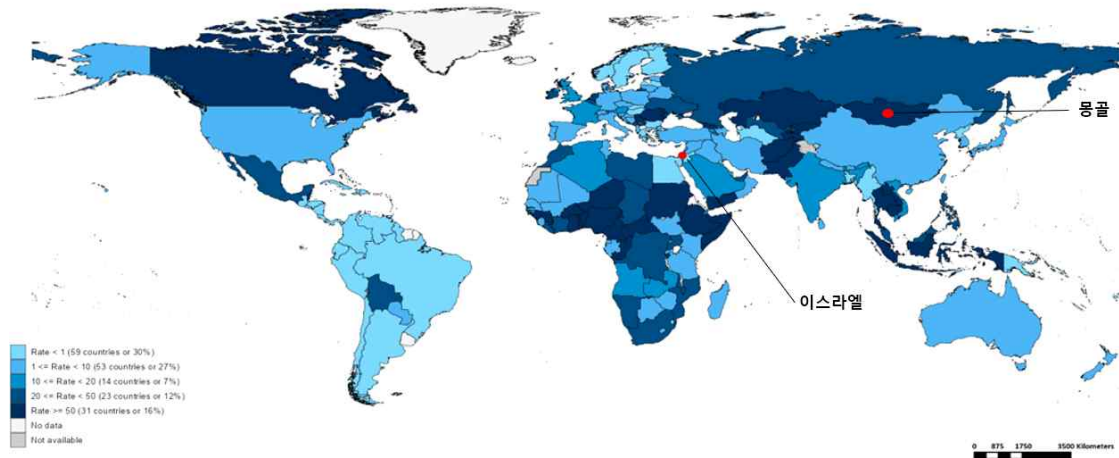 몽골
이스라엘
Rate < 1 (59 countries or 30%)
1 <= Rate < 10 (53 countries or 27%)
10 <= Rate < 20 (14 countries or 7%)
20 <= Rate < 50 (23 countries or 12%)
Rate >= 50 (31 countries or 16%)
No data
Not available
0 875 1750 3500 Kilometers